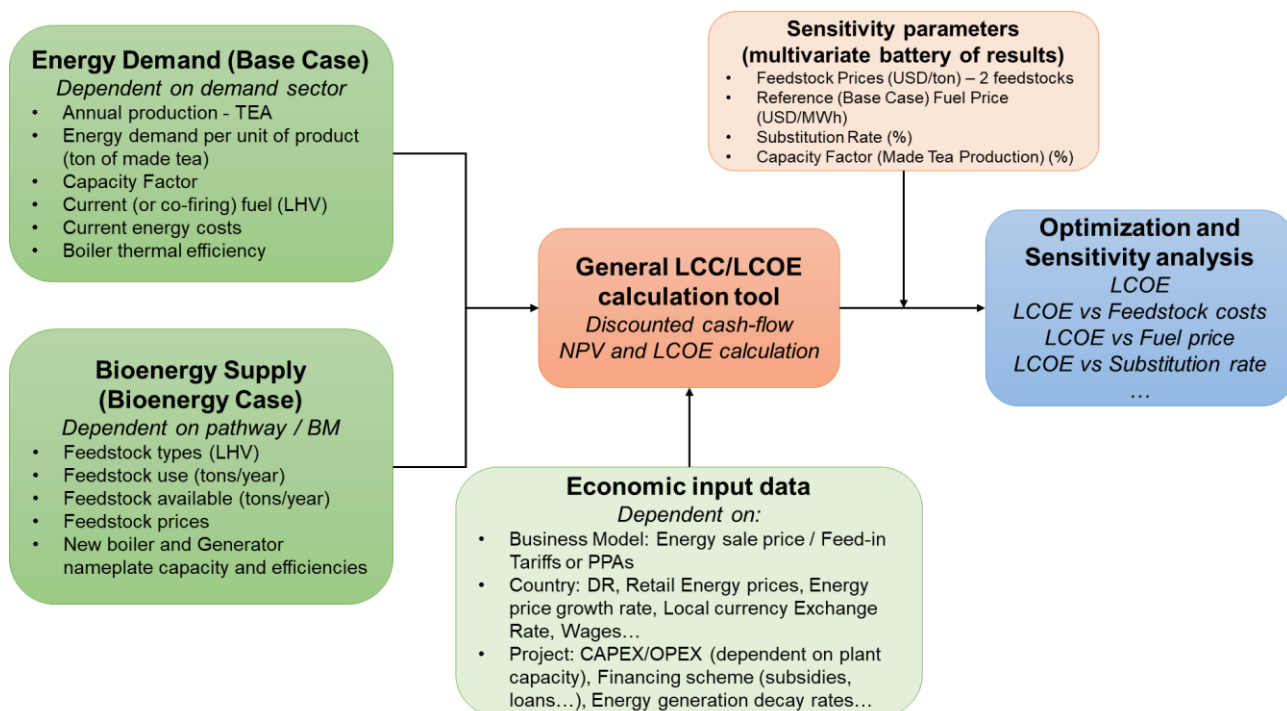 Energy Demand (Base Case)
Dependent on demand sector
• Annual production - TEA
• Energy demand per unit of product
(ton of made tea)
• Capacity Factor
• Current (or co-firing) fuel (LHV)
• Current energy costs
• Boiler thermal efficiency
Bioenergy Supply
(Bioenergy Case)
Dependent on pathway / BM
• Feedstock types (LHV)
• Feedstock use (tons/year)
• Feedstock available (tons/year)
• Feedstock prices
• New boiler and Generator
nameplate capacity and efficiencies
General LCC/LCOE
calculation tool
Discounted cash-flow
NPV and LCOE calculation
Economic input data
Dependent on:
• Business Model: Energy sale price / Feed-in
Tariffs or PPAs
• Country: DR, Retail Energy prices, Energy
price growth rate, Local currency Exchange
Rate, Wages…
• Project: CAPEX/OPEX (dependent on plant
capacity), Financing scheme (subsidies,
loans…), Energy generation decay rates…
Sensitivity parameters
(multivariate battery of results)
• Feedstock Prices (USD/ton) – 2 feedstocks
• Reference (Base Case) Fuel Price
(USD/MWh)
• Substitution Rate (%)
• Capacity Factor (Made Tea Production) (%)
Optimization and
Sensitivity analysis
LCOE
LCOE vs Feedstock costs
LCOE vs Fuel price
LCOE vs Substitution rate
…